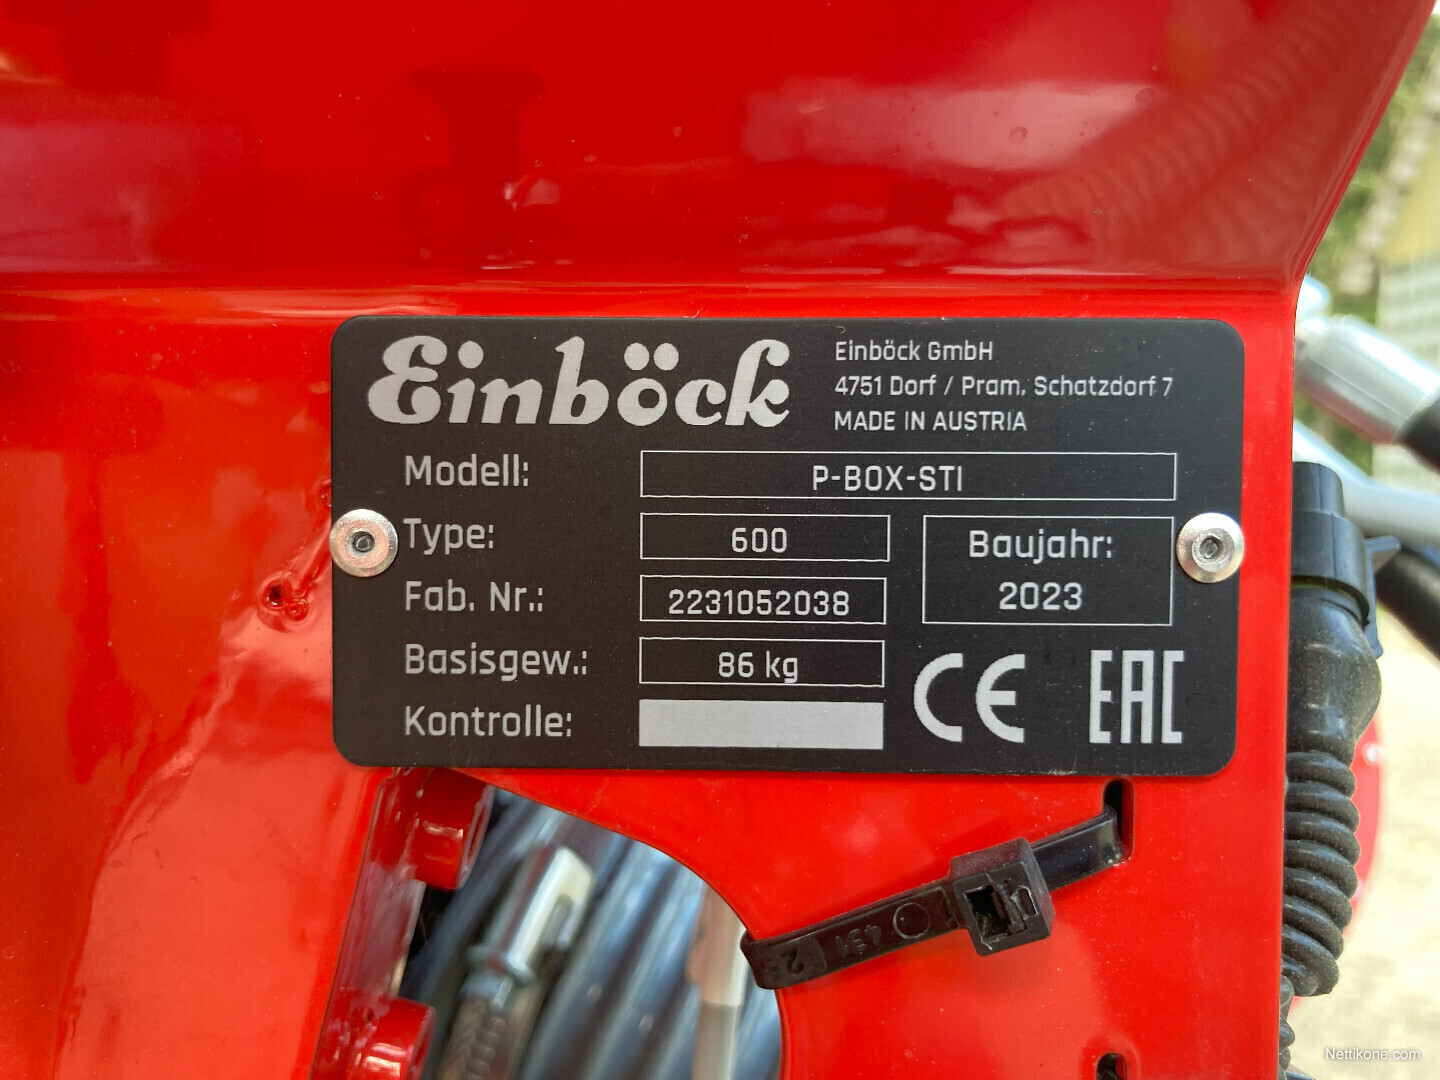 Einböck
Einböck GmbH
4751 Dorf / Pram, Schatzdorf 7
MADE IN AUSTRIA
Modell: P-BOX-STI
Type: 600
Baujahr:
2023
Fab. Nr.: 2231052038
Basisgew.: 86 kg
Kontrolle:
CE EAC
431
Nettikone.com